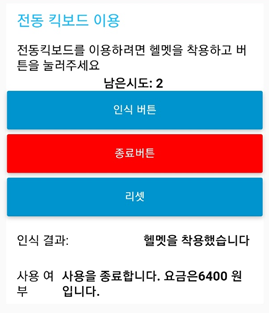 전동 킥보드 이용
전동킥보드를 이용하려면 헬멧을 착용하고 버
튼을 눌러주세요
남은시도: 2
인식 버튼
종료버튼
리셋
인식 결과: 헬멧을 착용했습니다
사용 여 사용을 종료합니다. 요금은6400 원
부 입니다.